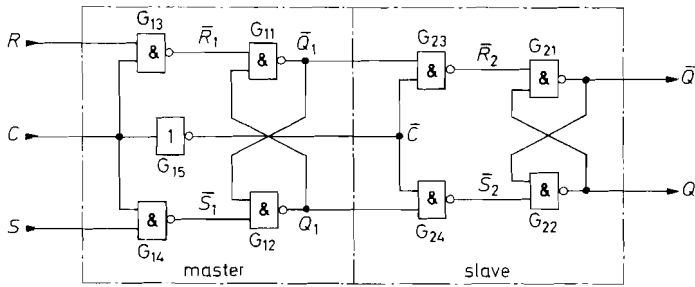 G13 R̄1 G11 Q̄1 G23 R̄2 G21
R & & & & Q̄
C 1 C̄
G15
S̄1 S̄2
& & & & Q
S G14 G12 Q1 G24 G22
master slave